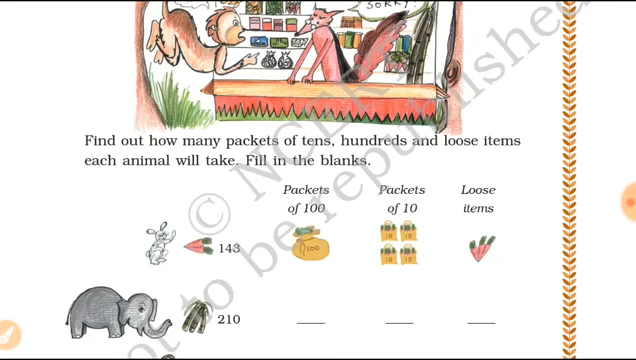 SORRY!
Find out how many packets of tens, hundreds and loose items
each animal will take. Fill in the blanks.
Packets Packets Loose
of 100 of 10 items
143 100 10 10 10 10
210
© NCERT
not to be republished